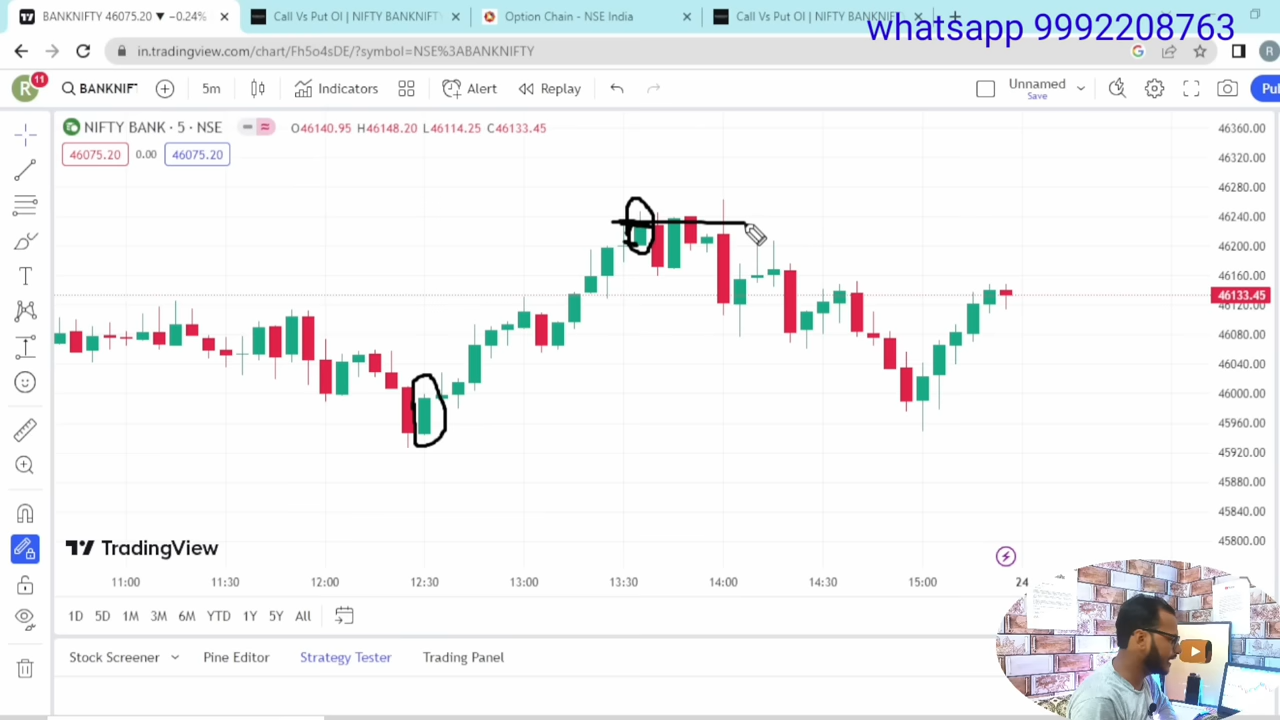 BANKNIFTY 46075.20 ▼ −0.24%
Call Vs Put OI | NIFTY BANKNIFTY
Option Chain - NSE India
Call Vs Put OI | NIFTY BANKNIFTY
whatsapp 9992208763
in.tradingview.com/chart/Fh5o4sDE/?symbol=NSE%3ABANKNIFTY
R
R
11
BANKNIF
5m
Indicators
Alert
Replay
Unnamed
Save
Pu
NIFTY BANK · 5 · NSE
O46140.95 H46148.20 L46114.25 C46133.45
46075.20 0.00 46075.20
46360.00
46320.00
46280.00
46240.00
46200.00
46160.00
46133.45
46120.00
46080.00
46040.00
46000.00
45960.00
45920.00
45880.00
45840.00
45800.00
TradingView
11:00 11:30 12:00 12:30 13:00 13:30 14:00 14:30 15:00 24
1D 5D 1M 3M 6M YTD 1Y 5Y All
Stock Screener Pine Editor Strategy Tester Trading Panel